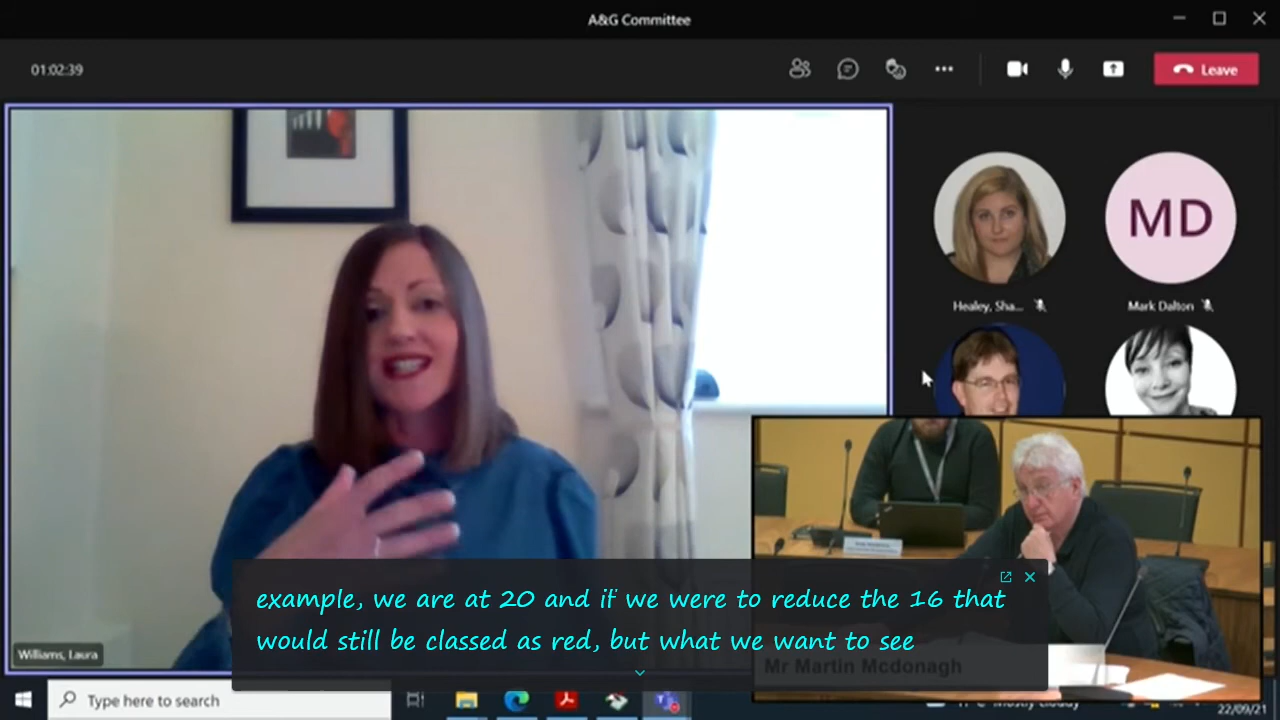 A&G Committee
01:02:39
Leave
MD
Healey, Sha...
Mark Dalton
example, we are at 20 and if we were to reduce the 16 that
would still be classed as red, but what we want to see
Williams, Laura
Mr Martin Mcdonagh
Type here to search
Mostly cloudy
22/09/21